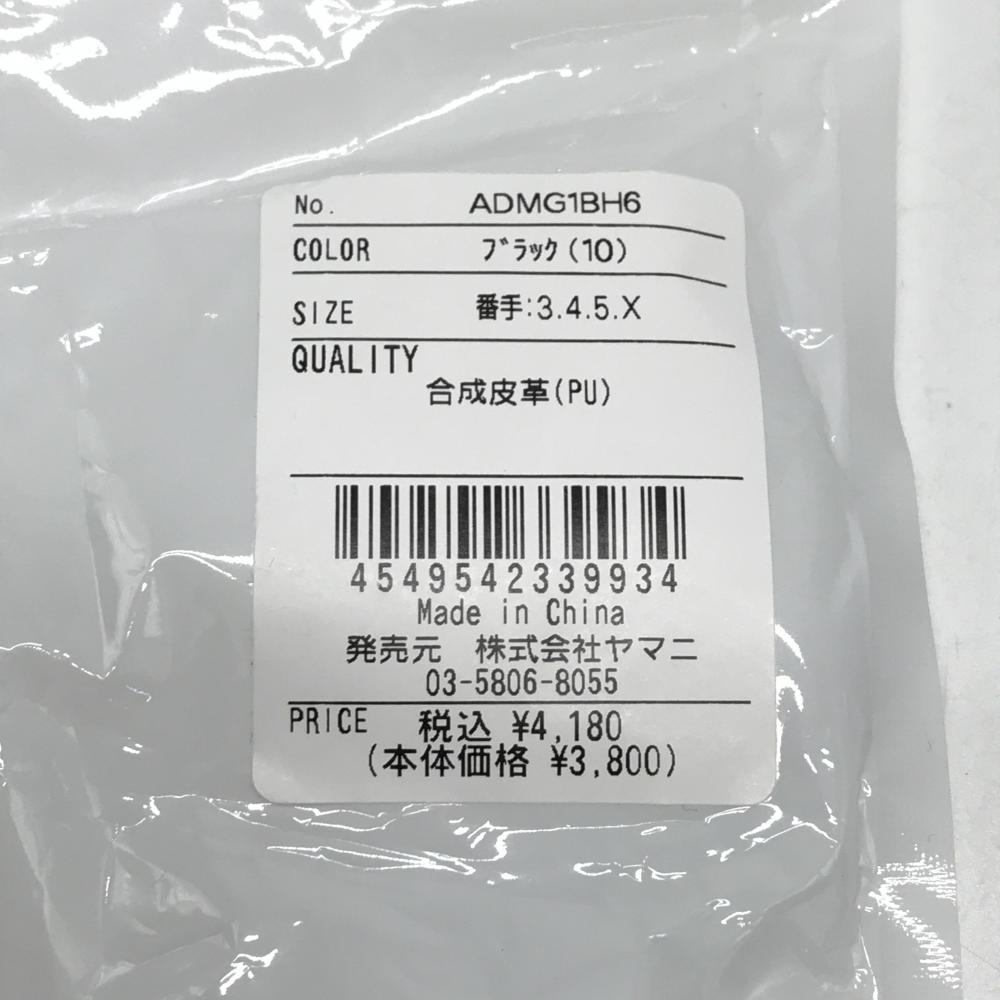 No. ADMG1BH6
COLOR ﾌﾞﾗｯｸ(10)
SIZE 番手:3.4.5.X
QUALITY
合成皮革(PU)
4549542339934
Made in China
発売元 株式会社ヤマニ
03-5806-8055
PRICE 税込 ¥4,180
(本体価格 ¥3,800)